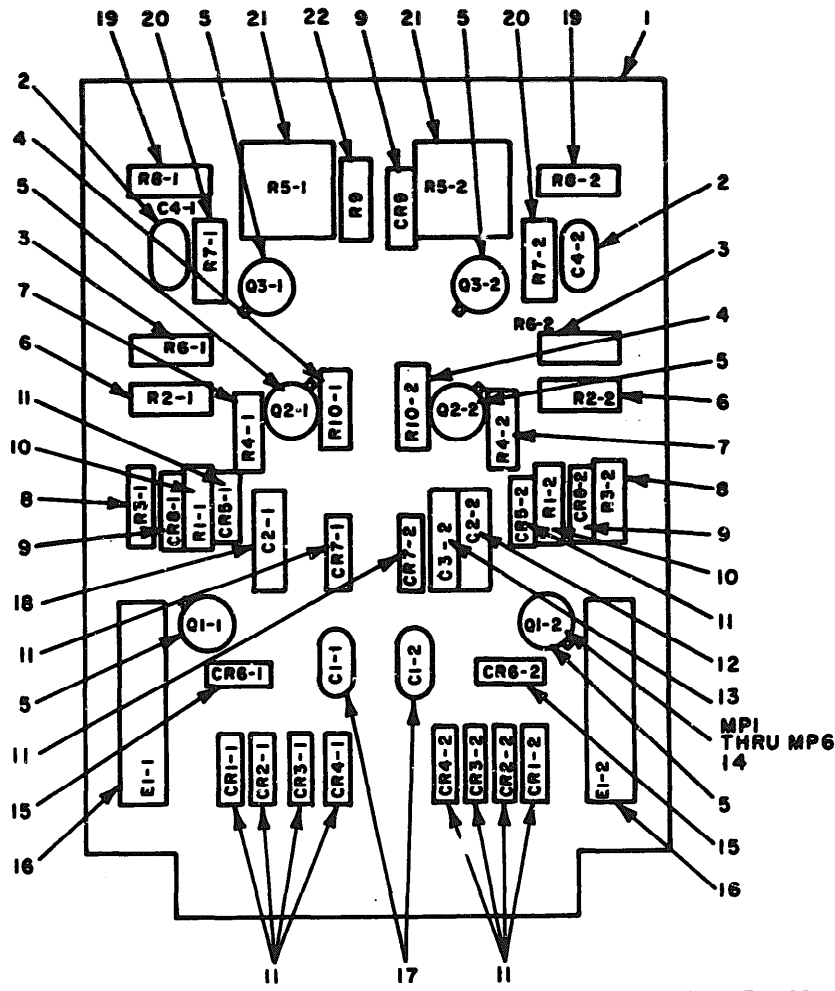 19 20 5 21 22 9 21 5 20 19 1
2
4
5
3
7
6
11
10
8
9
18
11
5
11
15
16
R6-1
C4-1
R7-1
R5-1
R9
CR9
R5-2
R6-2
R7-2
C4-2
Q3-1
Q3-2
R6-2
R6-1
R2-1
R4-1
Q2-1
R10-1
R10-2
Q2-2
R4-2
R2-2
R3-1
CR8-1
R1-1
CR5-1
C2-1
CR7-1
CR7-2
C3-2
C2-2
CR5-2
R1-2
CR8-2
R3-2
Q1-1
Q1-2
CR6-1
C1-1
C1-2
CR6-2
E1-1
CR1-1
CR2-1
CR3-1
CR4-1
CR4-2
CR3-2
CR2-2
CR1-2
E1-2
2
3
4
5
6
7
8
9
10
11
12
13
MP1
THRU MP6
14
5
15
16
11 17 11